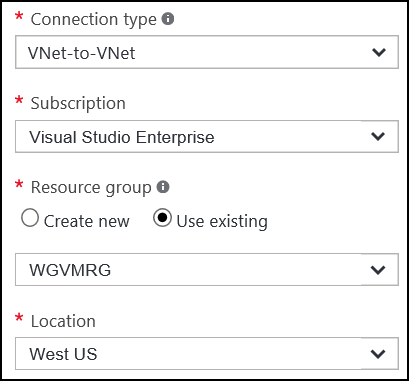 * Connection type
VNet-to-VNet
* Subscription
Visual Studio Enterprise
* Resource group
Create new Use existing
WGVMRG
* Location
West US